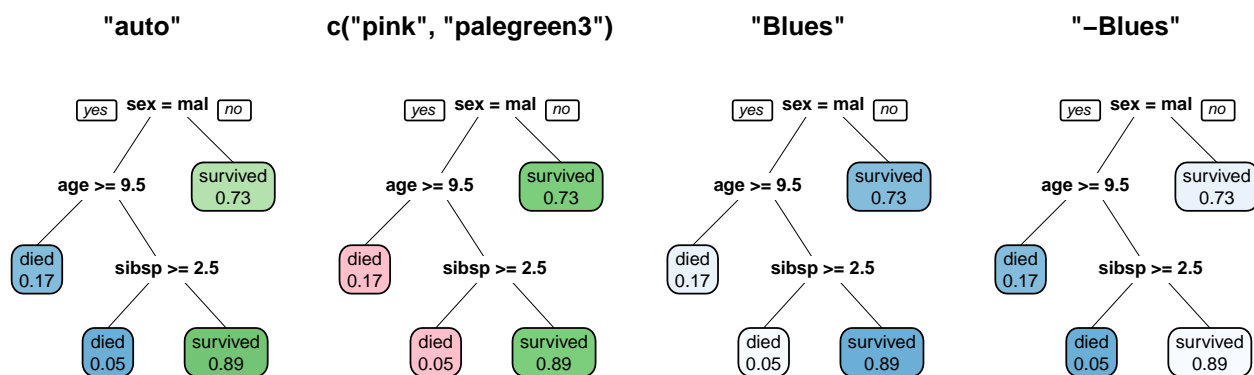 "auto"
yes sex = mal no
survived
0.73
age >= 9.5
died
0.17
sibsp >= 2.5
died
0.05
survived
0.89
c("pink", "palegreen3")
yes sex = mal no
survived
0.73
age >= 9.5
died
0.17
sibsp >= 2.5
died
0.05
survived
0.89
"Blues"
yes sex = mal no
survived
0.73
age >= 9.5
died
0.17
sibsp >= 2.5
died
0.05
survived
0.89
"−Blues"
yes sex = mal no
survived
0.73
age >= 9.5
died
0.17
sibsp >= 2.5
died
0.05
survived
0.89